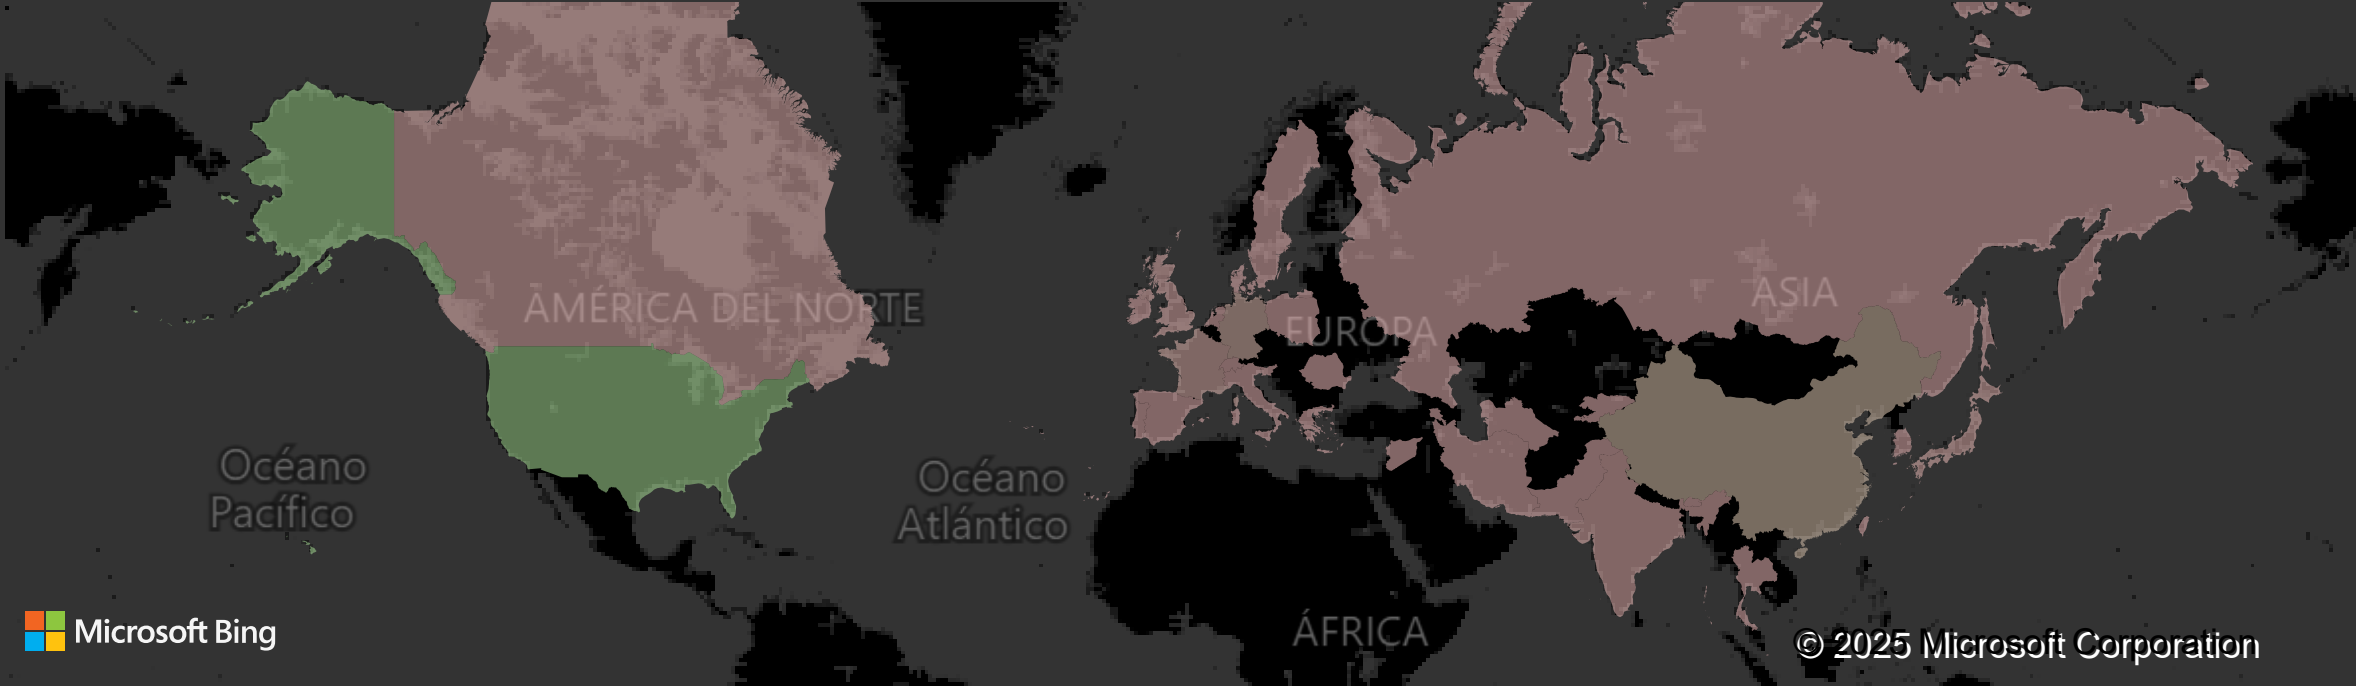 AMÉRICA DEL NORTE
ASIA
EUROPA
Océano
Pacífico
Océano
Atlántico
ÁFRICA
Microsoft Bing
© 2025 Microsoft Corporation